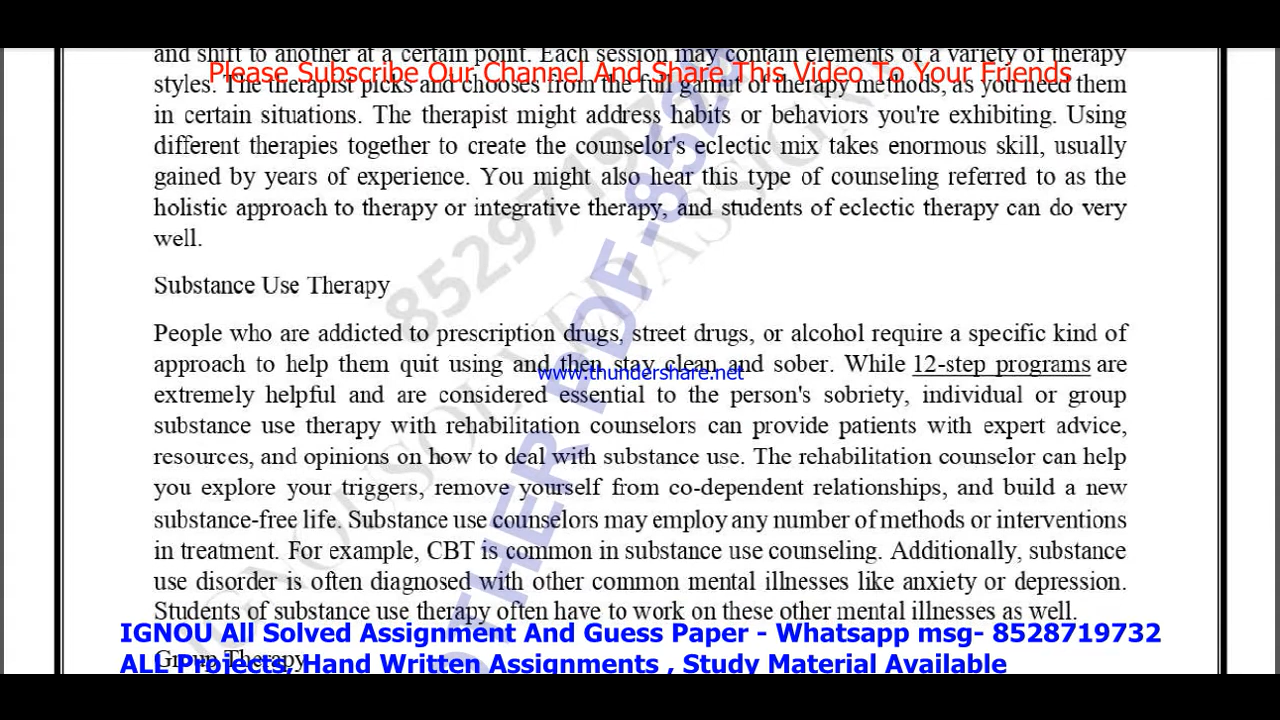 and shift to another at a certain point. Each session may contain elements of a variety of therapy
Please Subscribe Our Channel And Share This Video To Your Friends
styles. The therapist picks and chooses from the full gamut of therapy methods, as you need them
in certain situations. The therapist might address habits or behaviors you're exhibiting. Using
different therapies together to create the counselor's eclectic mix takes enormous skill, usually
gained by years of experience. You might also hear this type of counseling referred to as the
holistic approach to therapy or integrative therapy, and students of eclectic therapy can do very
well.
Substance Use Therapy
People who are addicted to prescription drugs, street drugs, or alcohol require a specific kind of
approach to help them quit using and then stay clean and sober. While 12-step programs are
www.thundershare.net
extremely helpful and are considered essential to the person's sobriety, individual or group
substance use therapy with rehabilitation counselors can provide patients with expert advice,
resources, and opinions on how to deal with substance use. The rehabilitation counselor can help
you explore your triggers, remove yourself from co-dependent relationships, and build a new
substance-free life. Substance use counselors may employ any number of methods or interventions
in treatment. For example, CBT is common in substance use counseling. Additionally, substance
use disorder is often diagnosed with other common mental illnesses like anxiety or depression.
Students of substance use therapy often have to work on these other mental illnesses as well.
IGNOU All Solved Assignment And Guess Paper - Whatsapp msg- 8528719732
Group Therapy
ALL Projects, Hand Written Assignments , Study Material Available